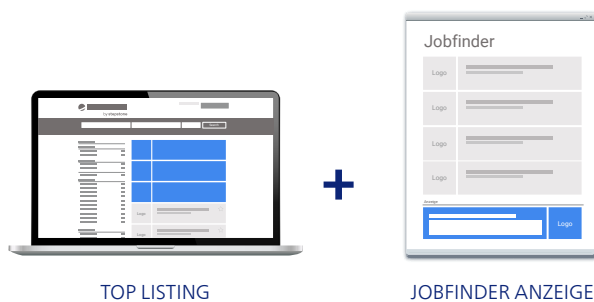 Jobfinder
Logo
Logo
Logo
Logo
Anzeige
Logo
by stepstone
Logo
Logo
TOP LISTING
JOBFINDER ANZEIGE